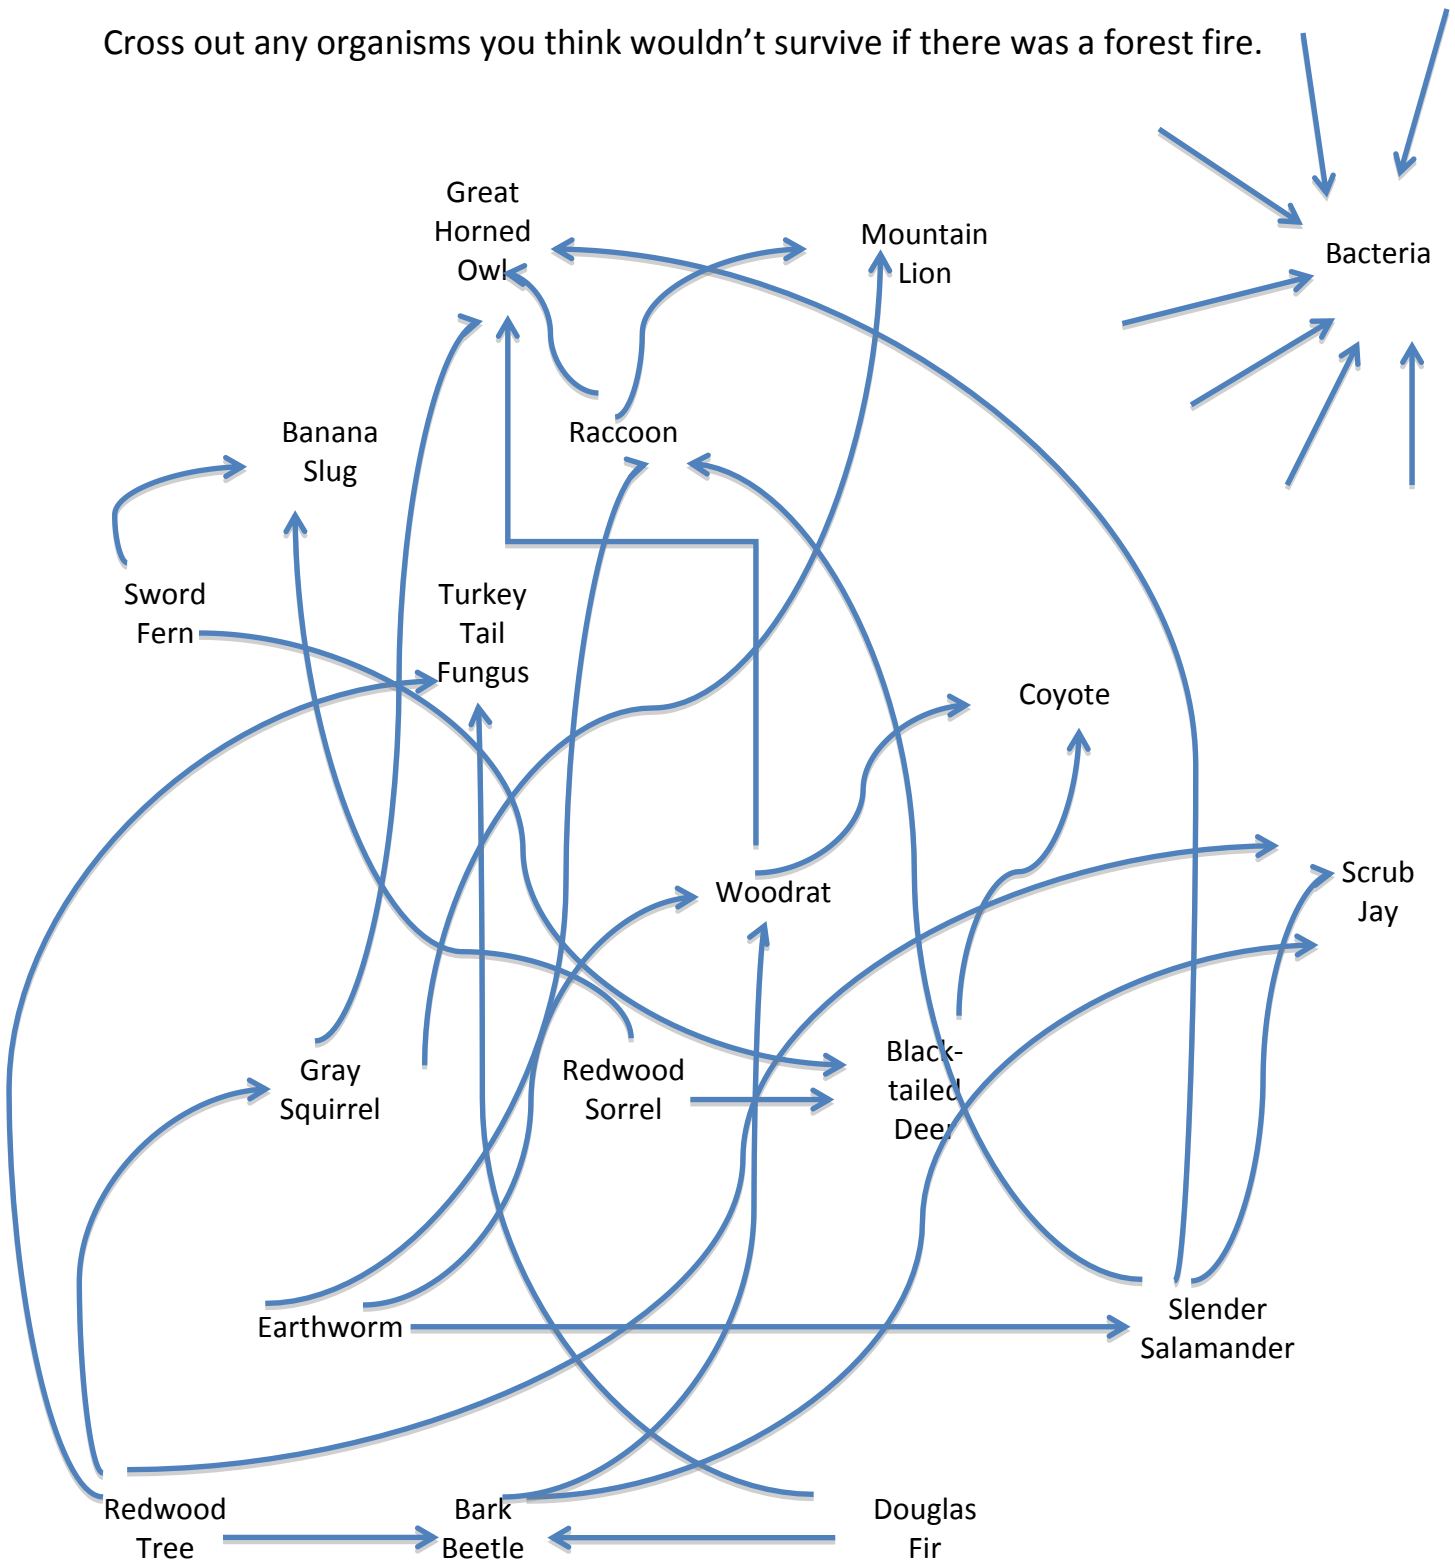 Cross out any organisms you think wouldn’t survive if there was a forest fire.
Great
Horned
Owl
Mountain
Lion
Bacteria
Banana
Slug
Raccoon
Sword
Fern
Turkey
Tail
Fungus
Coyote
Woodrat
Scrub
Jay
Gray
Squirrel
Redwood
Sorrel
Black-
tailed
Deer
Earthworm
Slender
Salamander
Redwood
Tree
Bark
Beetle
Douglas
Fir